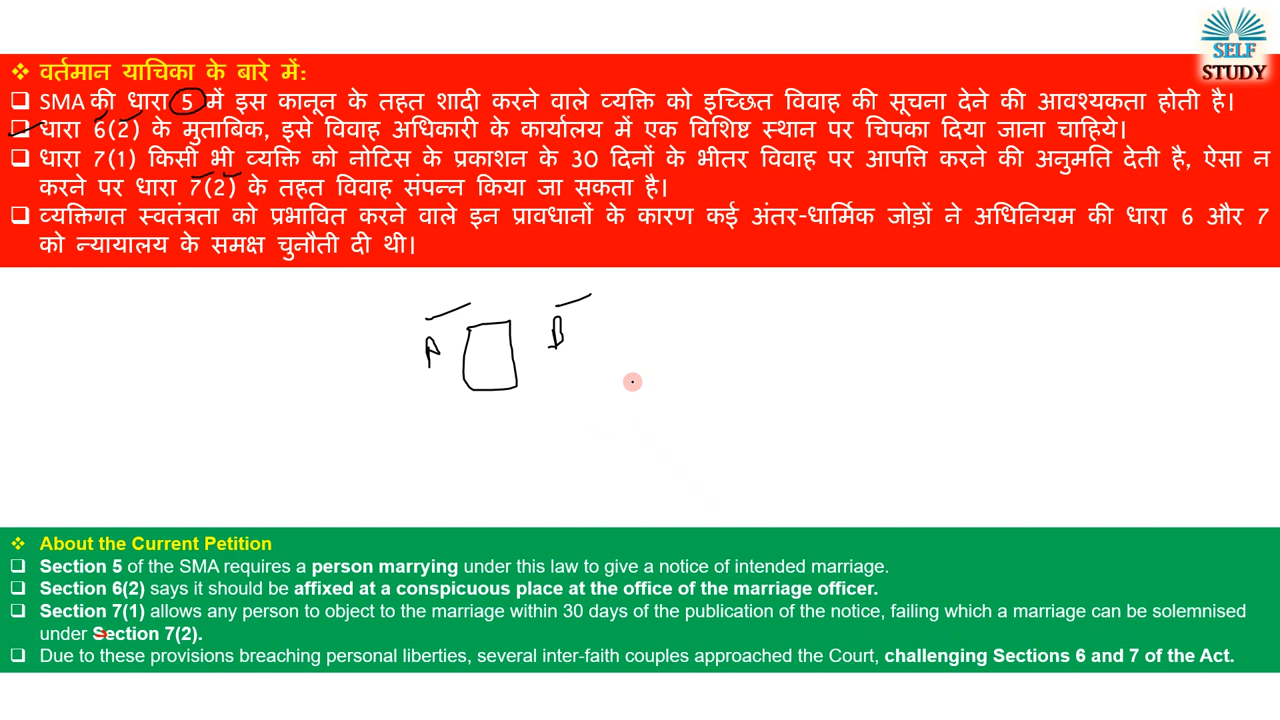 SELF
STUDY
❖ वर्तमान याचिका के बारे में:
❑ SMA की धारा 5 में इस कानून के तहत शादी करने वाले व्यक्ति को इच्छित विवाह की सूचना देने की आवश्यकता होती है।
❑ धारा 6(2) के मुताबिक, इसे विवाह अधिकारी के कार्यालय में एक विशिष्ट स्थान पर चिपका दिया जाना चाहिये।
❑ धारा 7(1) किसी भी व्यक्ति को नोटिस के प्रकाशन के 30 दिनों के भीतर विवाह पर आपत्ति करने की अनुमति देती है, ऐसा न
करने पर धारा 7(2) के तहत विवाह संपन्न किया जा सकता है।
❑ व्यक्तिगत स्वतंत्रता को प्रभावित करने वाले इन प्रावधानों के कारण कई अंतर-धार्मिक जोड़ों ने अधिनियम की धारा 6 और 7
को न्यायालय के समक्ष चुनौती दी थी।
A B
❖ About the Current Petition
❑ Section 5 of the SMA requires a person marrying under this law to give a notice of intended marriage.
❑ Section 6(2) says it should be affixed at a conspicuous place at the office of the marriage officer.
❑ Section 7(1) allows any person to object to the marriage within 30 days of the publication of the notice, failing which a marriage can be solemnised
under Section 7(2).
❑ Due to these provisions breaching personal liberties, several inter-faith couples approached the Court, challenging Sections 6 and 7 of the Act.